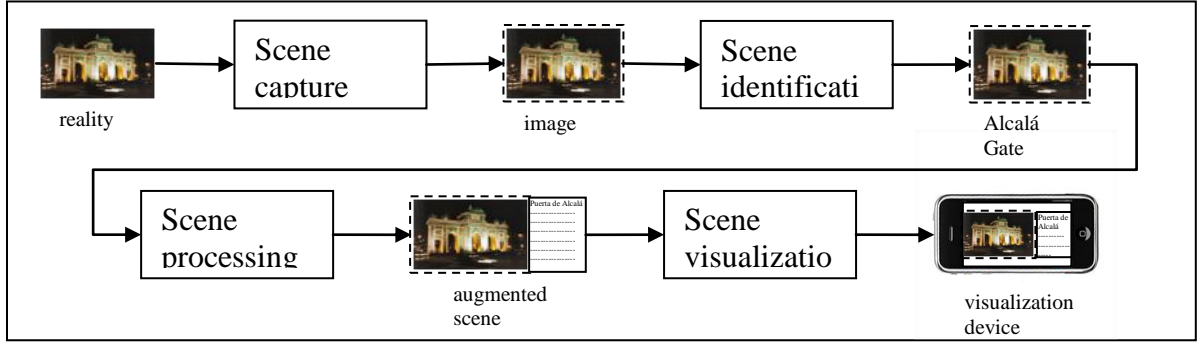 Scene
capture
Scene
identificati
reality
image
Alcalá
Gate
Scene
processing
Puerta de Alcalá
Scene
visualizatio
Puerta de
Alcalá
augmented
scene
visualization
device